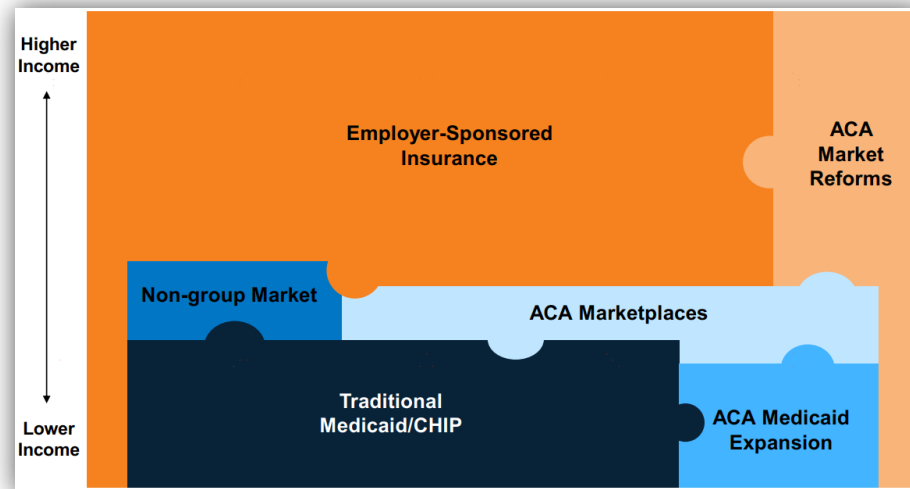 Higher
Income
Employer-Sponsored
Insurance
ACA
Market
Reforms
Non-group Market
ACA Marketplaces
Traditional
Medicaid/CHIP
ACA Medicaid
Expansion
Lower
Income